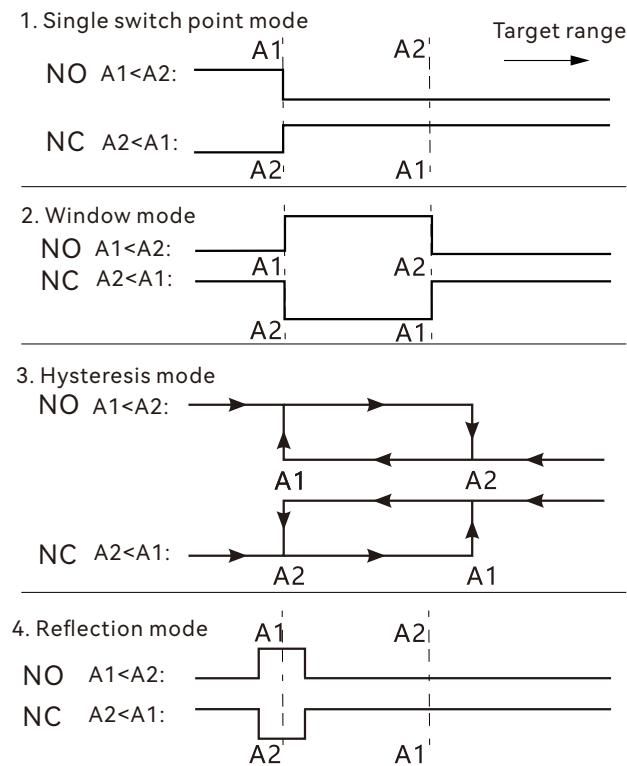 1. Single switch point mode
Target range
A1 A2
NO A1<A2:
NC A2<A1:
A2 A1
2. Window mode
NO A1<A2:
A1 A2
NC A2<A1:
A2 A1
3. Hysteresis mode
NO A1<A2:
A1 A2
NC A2<A1:
A2 A1
4. Reflection mode
A1 A2
NO A1<A2:
NC A2<A1:
A2 A1